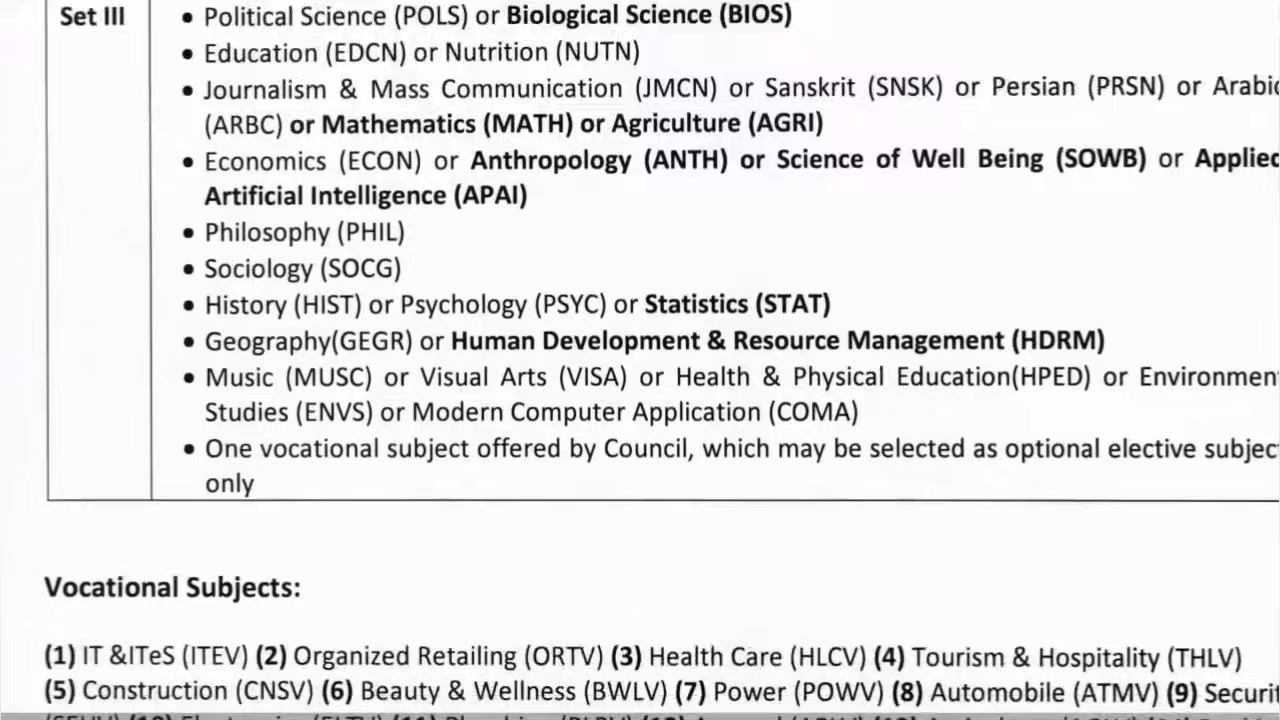 Set III
• Political Science (POLS) or Biological Science (BIOS)
• Education (EDCN) or Nutrition (NUTN)
• Journalism & Mass Communication (JMCN) or Sanskrit (SNSK) or Persian (PRSN) or Arabic
(ARBC) or Mathematics (MATH) or Agriculture (AGRI)
• Economics (ECON) or Anthropology (ANTH) or Science of Well Being (SOWB) or Applied
Artificial Intelligence (APAI)
• Philosophy (PHIL)
• Sociology (SOCG)
• History (HIST) or Psychology (PSYC) or Statistics (STAT)
• Geography(GEGR) or Human Development & Resource Management (HDRM)
• Music (MUSC) or Visual Arts (VISA) or Health & Physical Education(HPED) or Environmen
Studies (ENVS) or Modern Computer Application (COMA)
• One vocational subject offered by Council, which may be selected as optional elective subjec
only
Vocational Subjects:
(1) IT &ITeS (ITEV) (2) Organized Retailing (ORTV) (3) Health Care (HLCV) (4) Tourism & Hospitality (THLV)
(5) Construction (CNSV) (6) Beauty & Wellness (BWLV) (7) Power (POWV) (8) Automobile (ATMV) (9) Securit